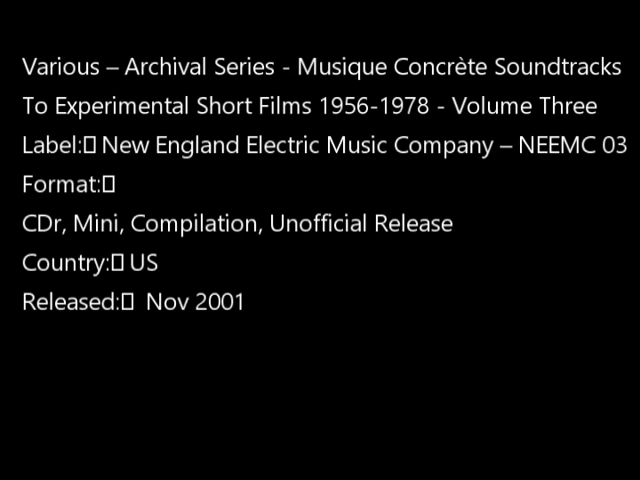 Various – Archival Series - Musique Concrète Soundtracks
To Experimental Short Films 1956-1978 - Volume Three
Label: New England Electric Music Company – NEEMC 03
Format:
CDr, Mini, Compilation, Unofficial Release
Country: US
Released: Nov 2001